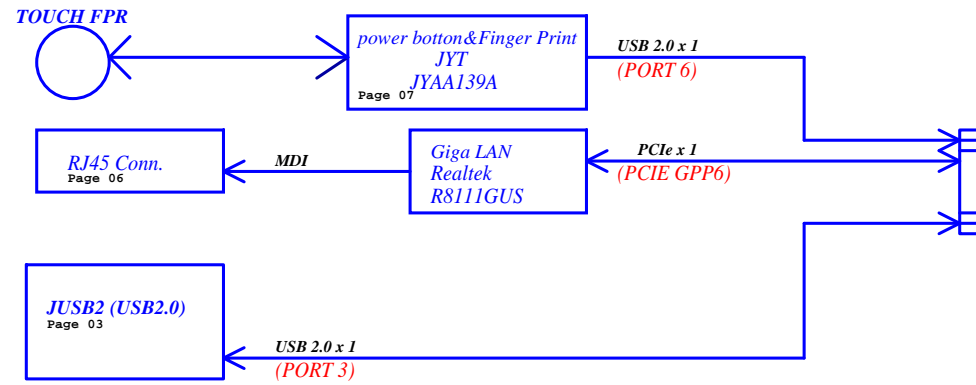 TOUCH FPR
power botton&Finger Print
JYT
JYAA139A
Page 07
USB 2.0 x 1
(PORT 6)
RJ45 Conn.
Page 06
MDI
Giga LAN
Realtek
R8111GUS
PCIe x 1
(PCIE GPP6)
JUSB2 (USB2.0)
Page 03
USB 2.0 x 1
(PORT 3)